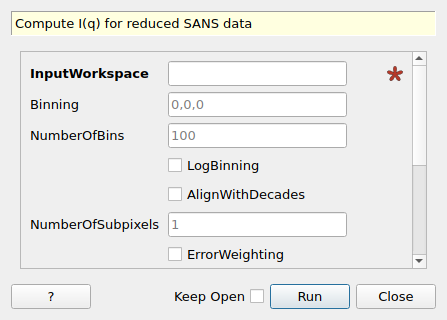 Compute I(q) for reduced SANS data
InputWorkspace
Binning 0,0,0
NumberOfBins 100
LogBinning
AlignWithDecades
NumberOfSubpixels 1
ErrorWeighting
? Keep Open Run Close